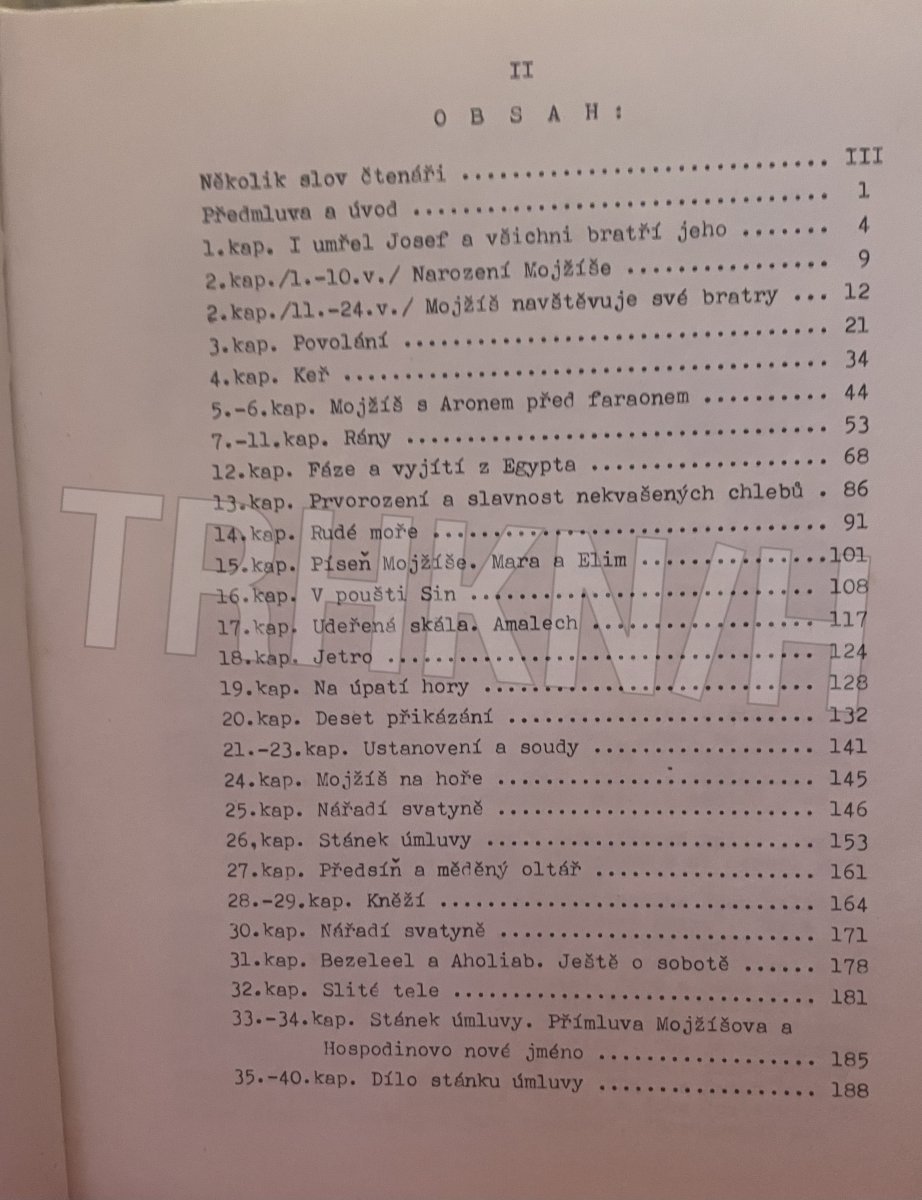 II
O B S A H :
Několik slov čtenáři .............................. III
Předmluva a úvod .................................. 1
1.kap. I umřel Josef a všichni bratří jeho ....... 4
2.kap./1.-10.v./ Narození Mojžíše ................ 9
2.kap./11.-24.v./ Mojžíš navštěvuje své bratry ... 12
3.kap. Povolání .................................. 21
4.kap. Keř ....................................... 34
5.-6.kap. Mojžíš s Aronem před faraonem .......... 44
7.-11.kap. Rány .................................. 53
12.kap. Fáze a vyjítí z Egypta ................... 68
13.kap. Prvorození a slavnost nekvašených chlebů . 86
14.kap. Rudé moře ................................ 91
15.kap. Píseň Mojžíše. Mara a Elim ...............101
16.kap. V poušti Sin ............................. 108
17.kap. Udeřená skála. Amalech ................... 117
18.kap. Jetro .................................... 124
19.kap. Na úpatí hory ............................ 128
20.kap. Deset přikázání .......................... 132
21.-23.kap. Ustanovení a soudy ................... 141
24.kap. Mojžíš na hoře ........................... 145
25.kap. Nářadí svatyně ........................... 146
26,kap. Stánek úmluvy ............................ 153
27.kap. Předsíň a měděný oltář ................... 161
28.-29.kap. Kněží ................................ 164
30.kap. Nářadí svatyně ........................... 171
31.kap. Bezeleel a Aholiab. Ještě o sobotě ...... 178
32.kap. Slité tele ............................... 181
33.-34.kap. Stánek úmluvy. Přímluva Mojžíšova a
Hospodinovo nové jméno ................... 185
35.-40.kap. Dílo stánku úmluvy ................... 188
TRHKNIH